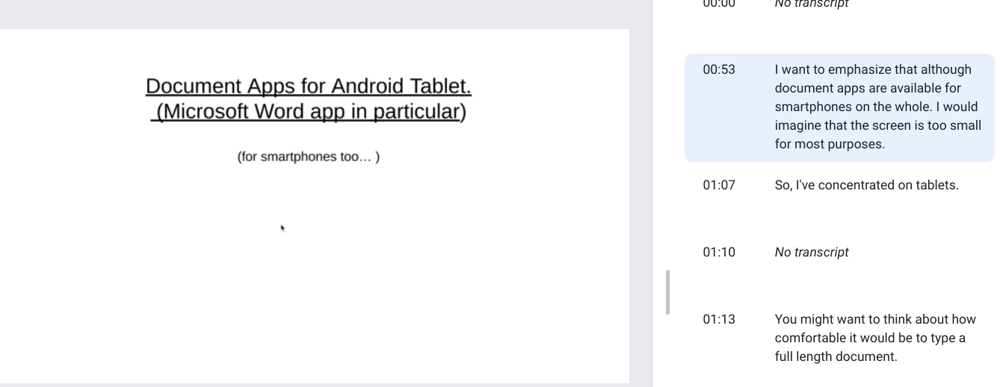 Document Apps for Android Tablet.
(Microsoft Word app in particular)
(for smartphones too… )
00:00 No transcript
00:53 I want to emphasize that although
document apps are available for
smartphones on the whole. I would
imagine that the screen is too small
for most purposes.
01:07 So, I've concentrated on tablets.
01:10 No transcript
01:13 You might want to think about how
comfortable it would be to type a
full length document.